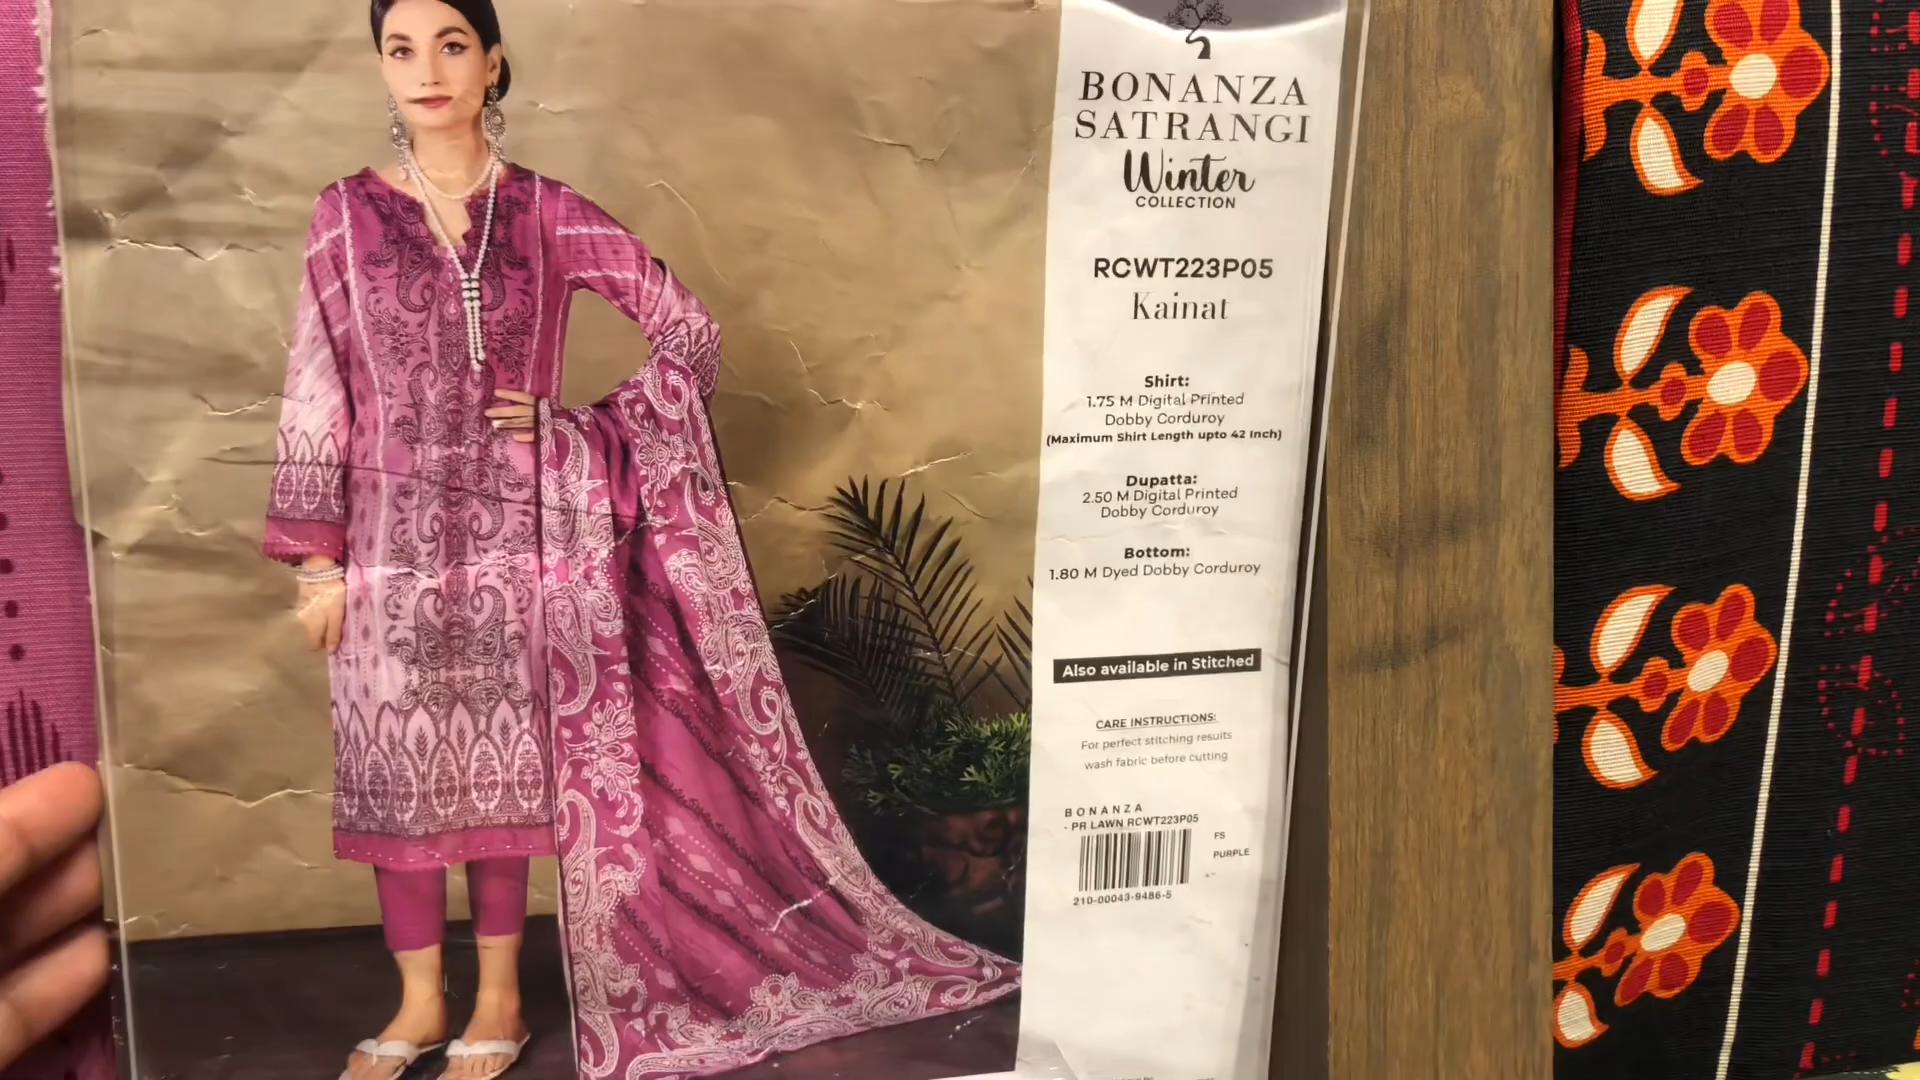 BONANZA
SATRANGI
Winter
COLLECTION
RCWT223P05
Kainat
Shirt:
1.75 M Digital Printed
Dobby Corduroy
(Maximum Shirt Length upto 42 Inch)
Dupatta:
2.50 M Digital Printed
Dobby Corduroy
Bottom:
1.80 M Dyed Dobby Corduroy
Also available in Stitched
CARE INSTRUCTIONS:
For perfect stitching results
wash fabric before cutting
BONANZA
- PR LAWN RCWT223P05
FS
PURPLE
210-00043-9486-5